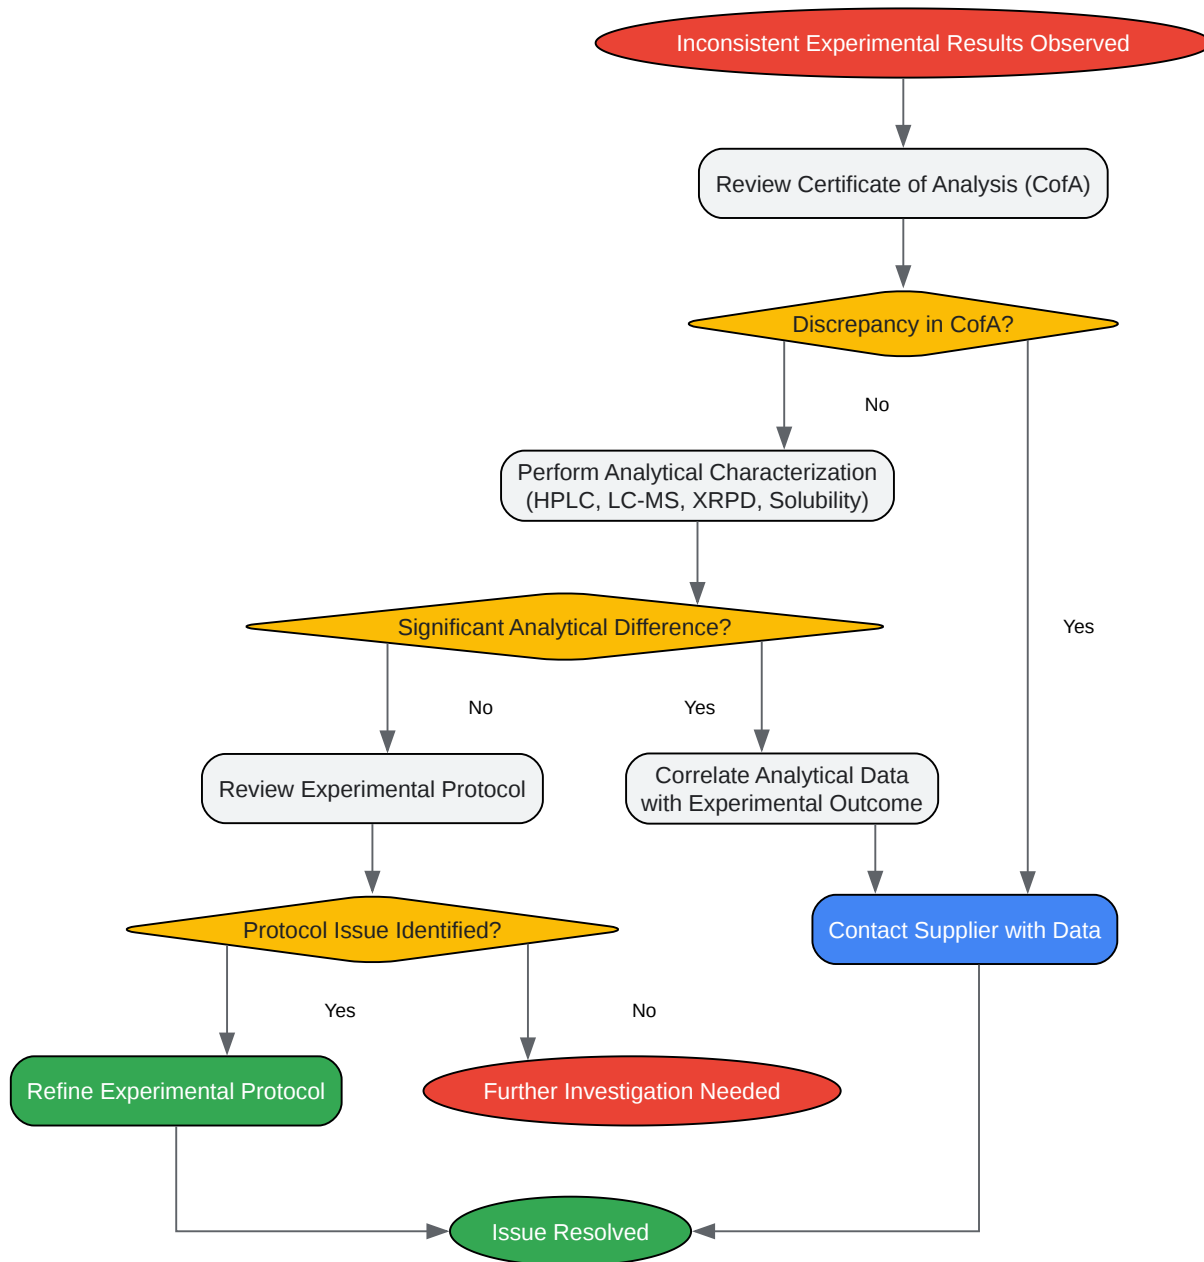 Inconsistent Experimental Results Observed
Review Certificate of Analysis (CofA)
Discrepancy in CofA?
No
Perform Analytical Characterization
(HPLC, LC-MS, XRPD, Solubility)
Significant Analytical Difference?
Yes
No
Yes
Review Experimental Protocol
Correlate Analytical Data
with Experimental Outcome
Protocol Issue Identified?
Contact Supplier with Data
Yes
No
Refine Experimental Protocol
Further Investigation Needed
Issue Resolved